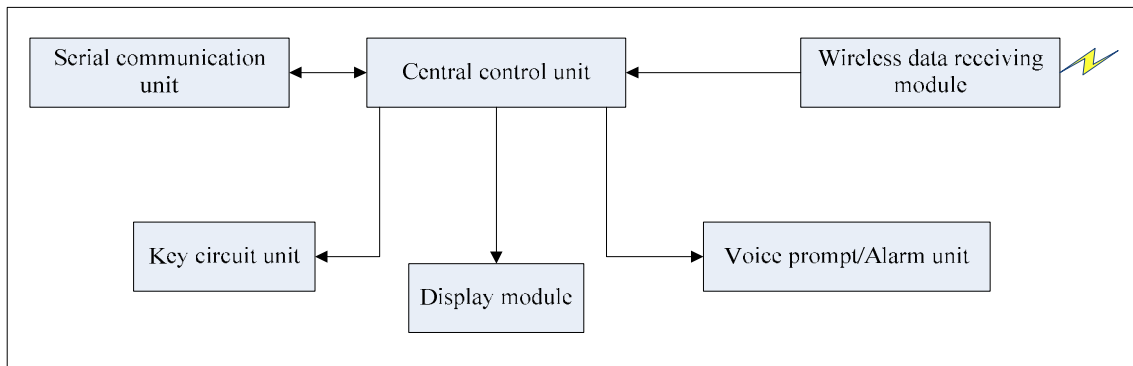 Serial communication
unit
Central control unit
Wireless data receiving
module
Key circuit unit
Display module
Voice prompt/Alarm unit